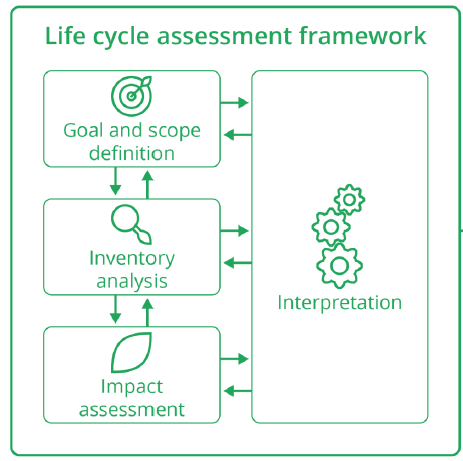 Life cycle assessment framework
Goal and scope
definition
Inventory
analysis
Impact
assessment
Interpretation